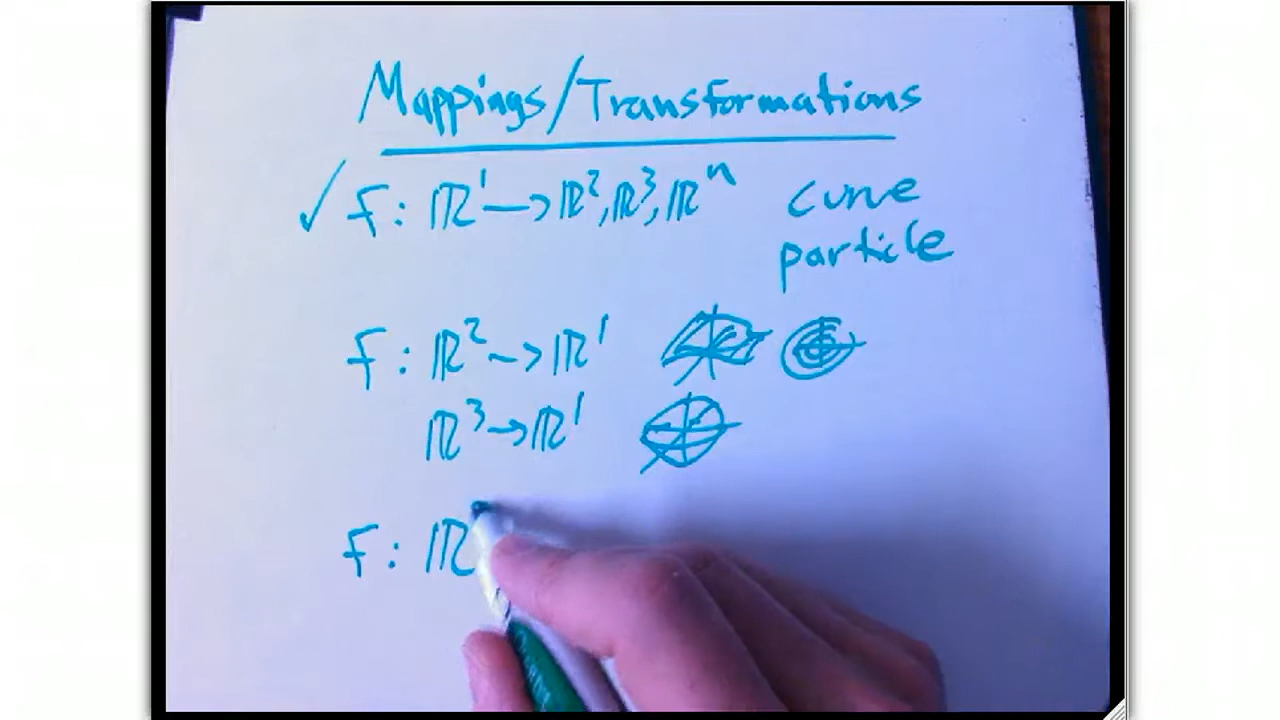 Mappings/Transformations
✓ f: ℝ¹ → ℝ², ℝ³, ℝⁿ curve
particle
f: ℝ² → ℝ¹
ℝ³ → ℝ¹
f: ℝ